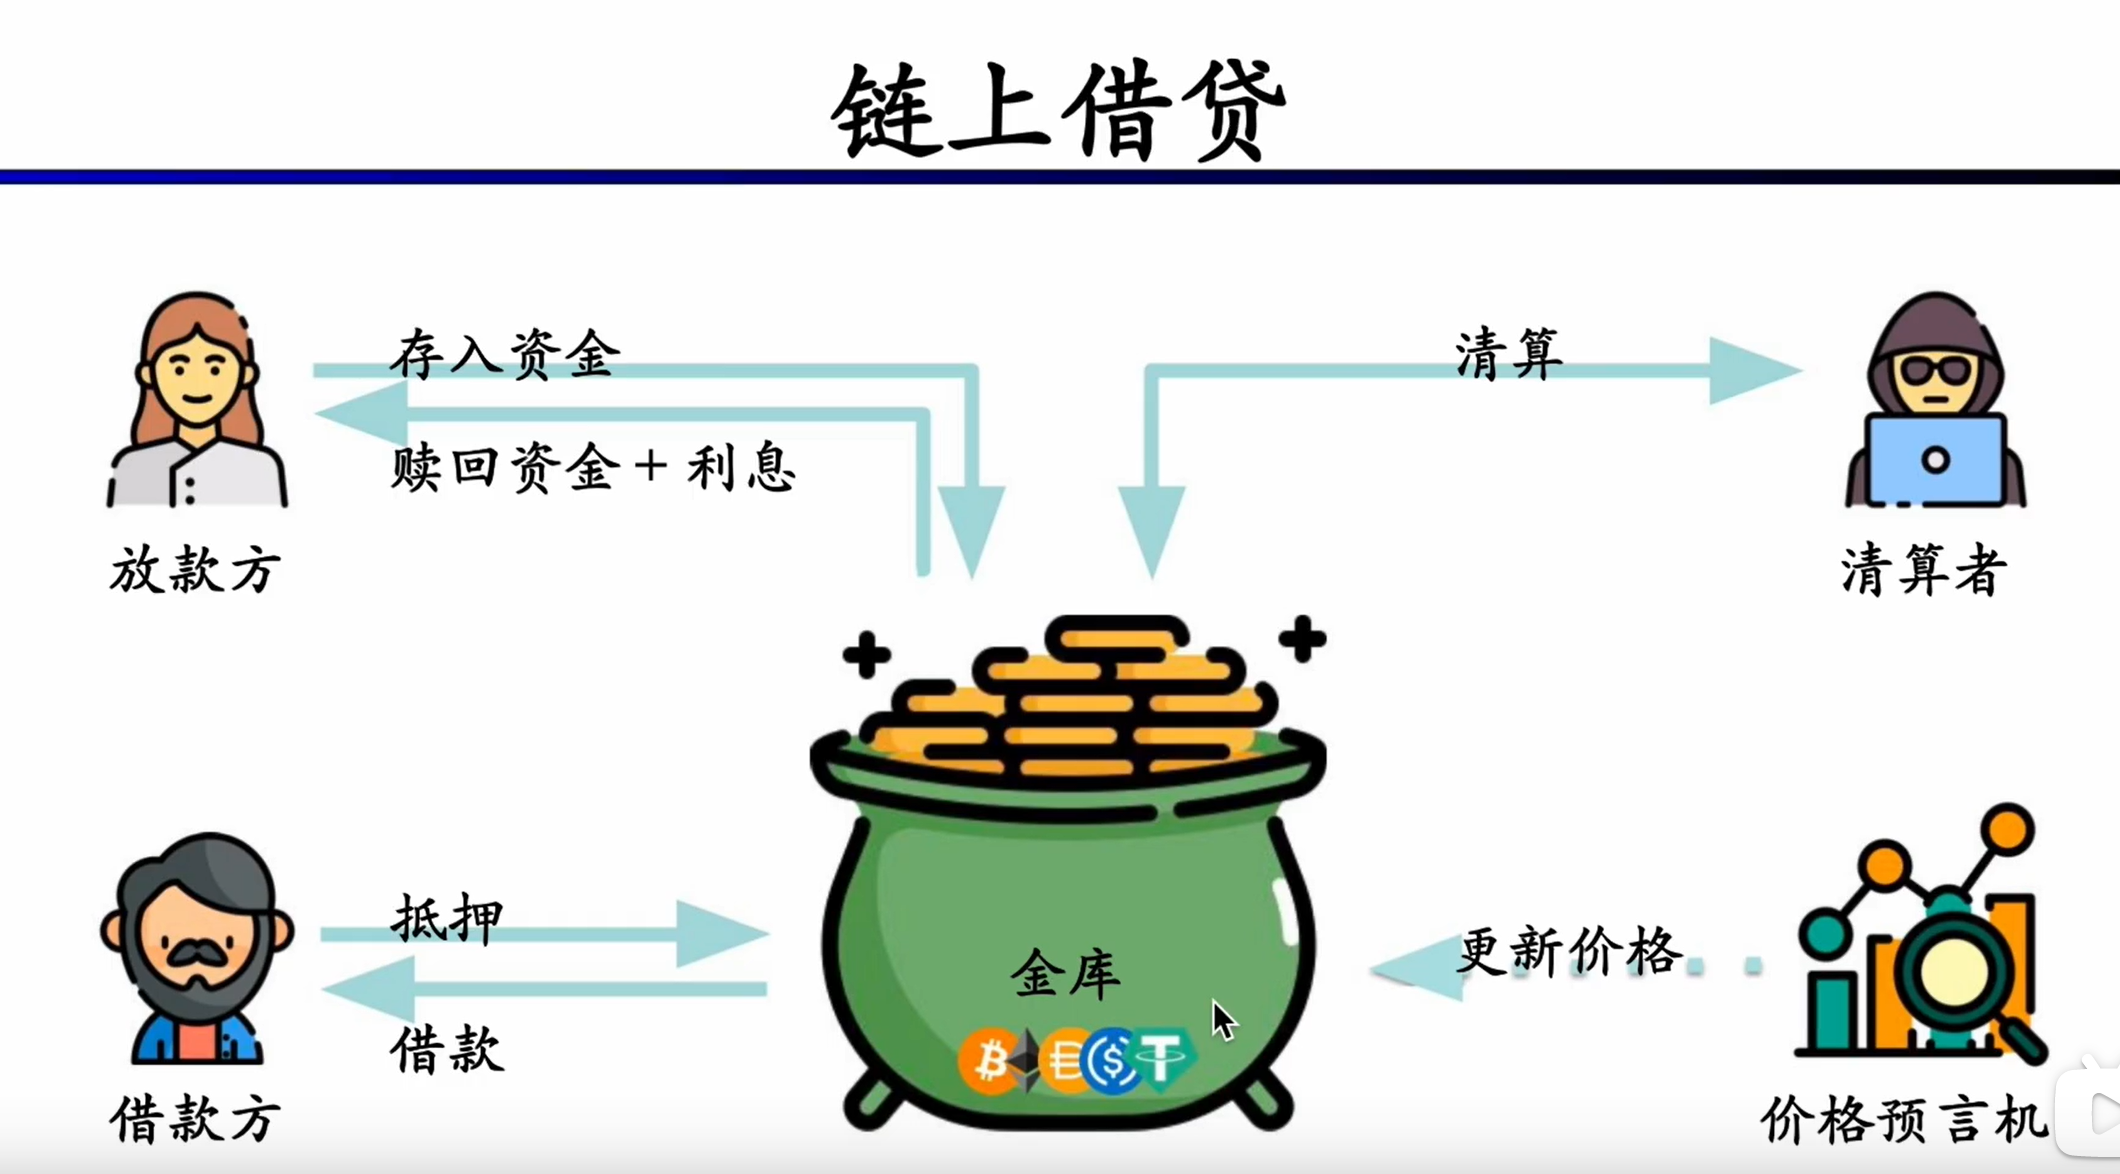 链上借贷
存入资金
清算
赎回资金 + 利息
放款方
清算者
抵押
更新价格
金库
借款
借款方
价格预言机